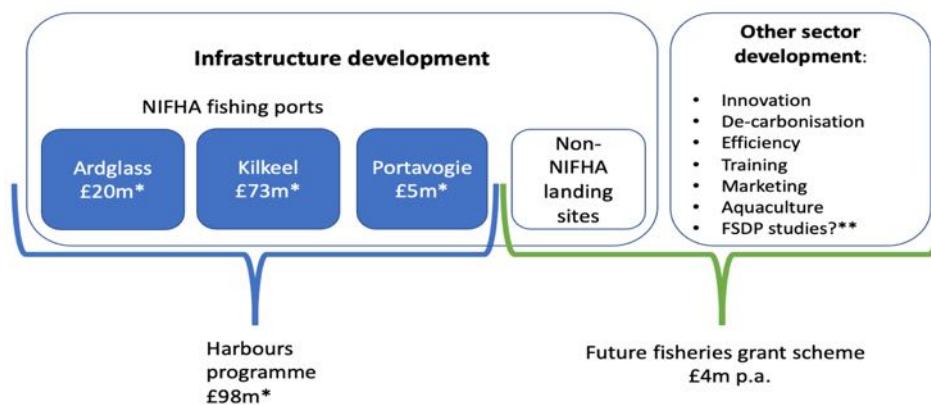 Infrastructure development
NIFHA fishing ports
Ardglass
£20m*
Kilkeel
£73m*
Portavogie
£5m*
Non-
NIFHA
landing
sites
Other sector
development:
• Innovation
• De-carbonisation
• Efficiency
• Training
• Marketing
• Aquaculture
• FSDP studies?**
Harbours
programme
£98m*
Future fisheries grant scheme
£4m p.a.